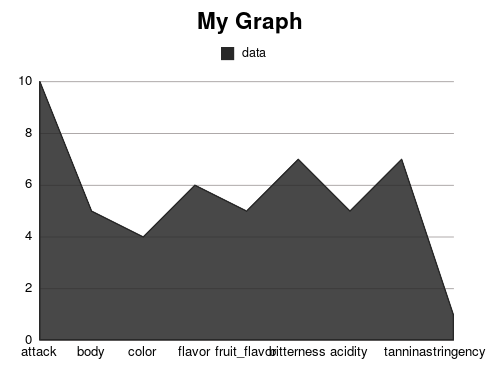 My Graph
data
10
8
6
4
2
0
attack body color flavor fruit_flavor bitterness acidity tannin astringency